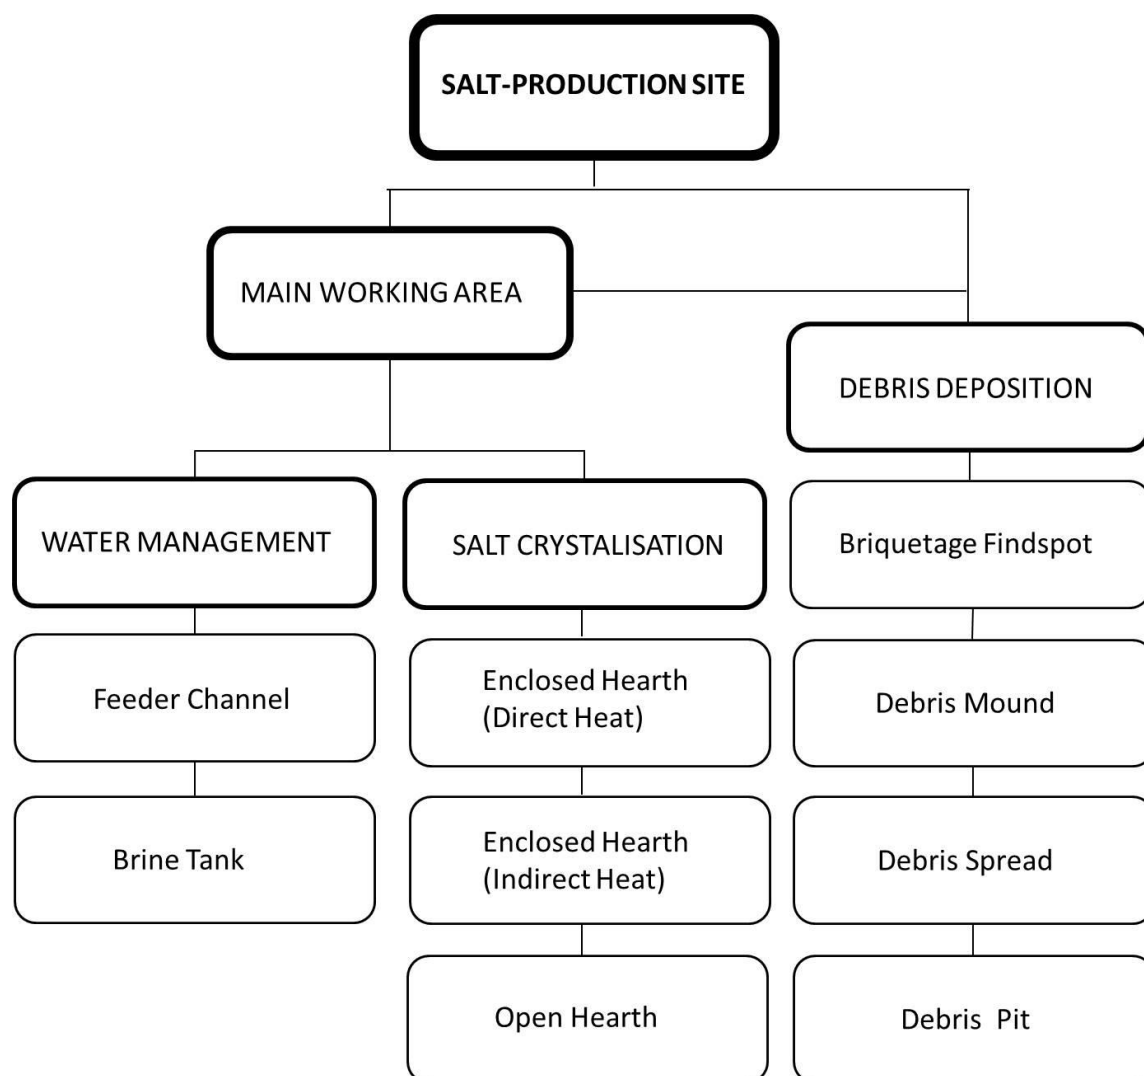 SALT-PRODUCTION SITE
MAIN WORKING AREA
DEBRIS DEPOSITION
WATER MANAGEMENT
SALT CRYSTALISATION
Briquetage Findspot
Feeder Channel
Enclosed Hearth
(Direct Heat)
Debris Mound
Brine Tank
Enclosed Hearth
(Indirect Heat)
Debris Spread
Open Hearth
Debris Pit